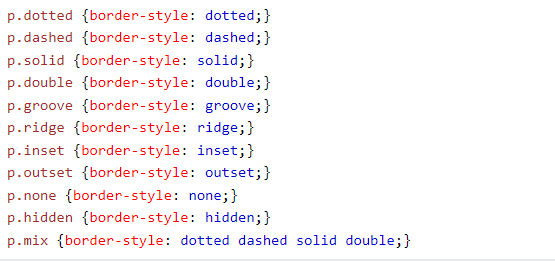 p.dotted {border-style: dotted;}
p.dashed {border-style: dashed;}
p.solid {border-style: solid;}
p.double {border-style: double;}
p.groove {border-style: groove;}
p.ridge {border-style: ridge;}
p.inset {border-style: inset;}
p.outset {border-style: outset;}
p.none {border-style: none;}
p.hidden {border-style: hidden;}
p.mix {border-style: dotted dashed solid double;}